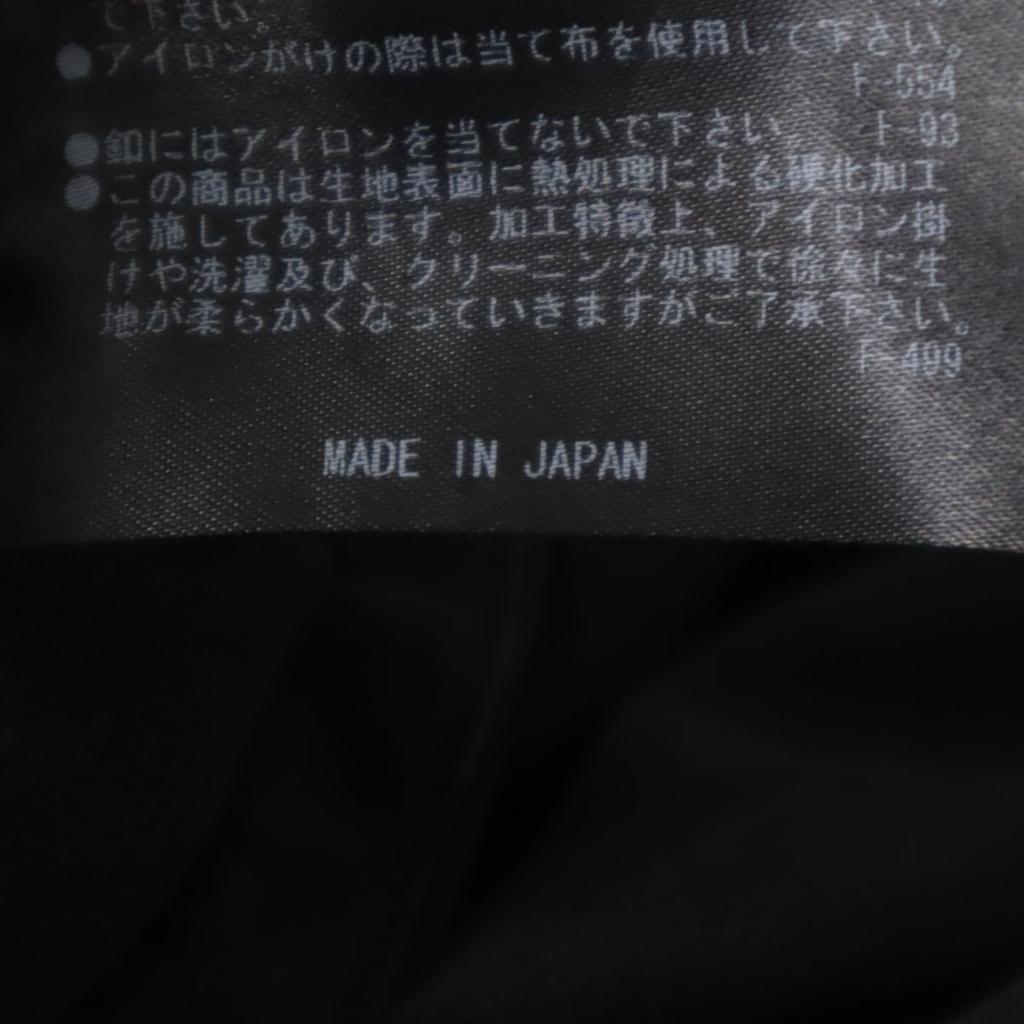 て下さい。
●アイロンがけの際は当て布を使用して下さい。
F-554
●釦にはアイロンを当てないで下さい F-93
●この商品は生地表面に熱処理による硬化加工
を施してあります。加工特徴上、アイロン掛
けや洗濯及び、クリーニング処理で徐々に生
地が柔らかくなっていきますがご了承下さい。
F-499
MADE IN JAPAN